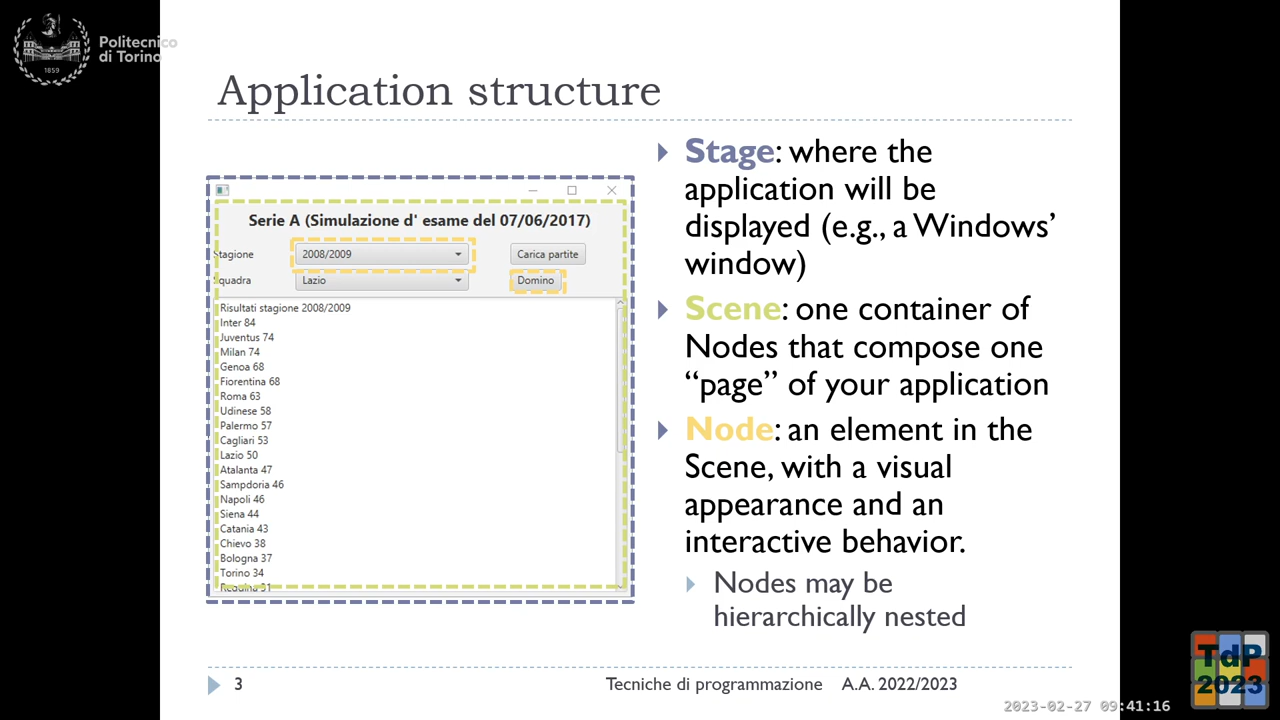 Politecnico
di Torino
1859
Application structure
Stage: where the
application will be
displayed (e.g., a Windows’
window)
Scene: one container of
Nodes that compose one
“page” of your application
Node: an element in the
Scene, with a visual
appearance and an
interactive behavior.
Nodes may be
hierarchically nested
Serie A (Simulazione d' esame del 07/06/2017)
Stagione 2008/2009 Carica partite
Squadra Lazio Domino
Risultati stagione 2008/2009
Inter 84
Juventus 74
Milan 74
Genoa 68
Fiorentina 68
Roma 63
Udinese 58
Palermo 57
Cagliari 53
Lazio 50
Atalanta 47
Sampdoria 46
Napoli 46
Siena 44
Catania 43
Chievo 38
Bologna 37
Torino 34
Reggina 31
3 Tecniche di programmazione A.A. 2022/2023
TdP
2023
2023-02-27 09:41:16